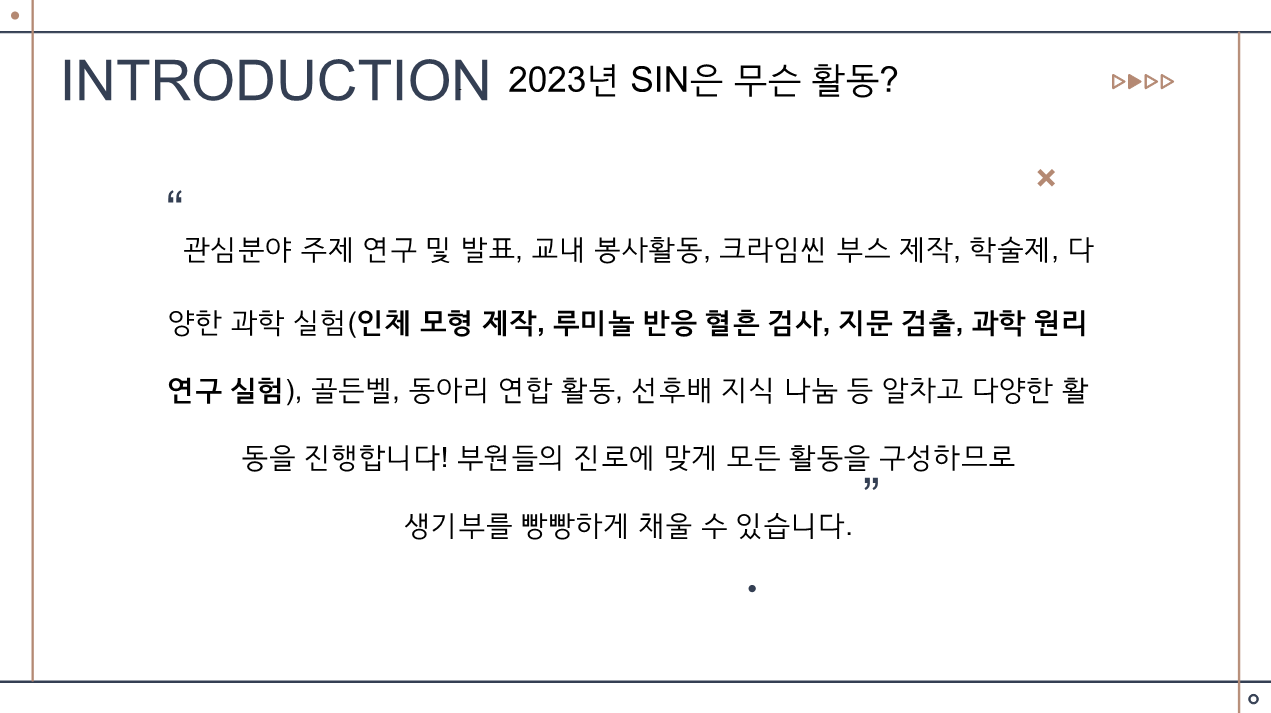 INTRODUCTION 2023년 SIN은 무슨 활동?
“
관심분야 주제 연구 및 발표, 교내 봉사활동, 크라임씬 부스 제작, 학술제, 다
양한 과학 실험(인체 모형 제작, 루미놀 반응 혈흔 검사, 지문 검출, 과학 원리
연구 실험), 골든벨, 동아리 연합 활동, 선후배 지식 나눔 등 알차고 다양한 활
동을 진행합니다! 부원들의 진로에 맞게 모든 활동을 구성하므로
”
생기부를 빵빵하게 채울 수 있습니다.